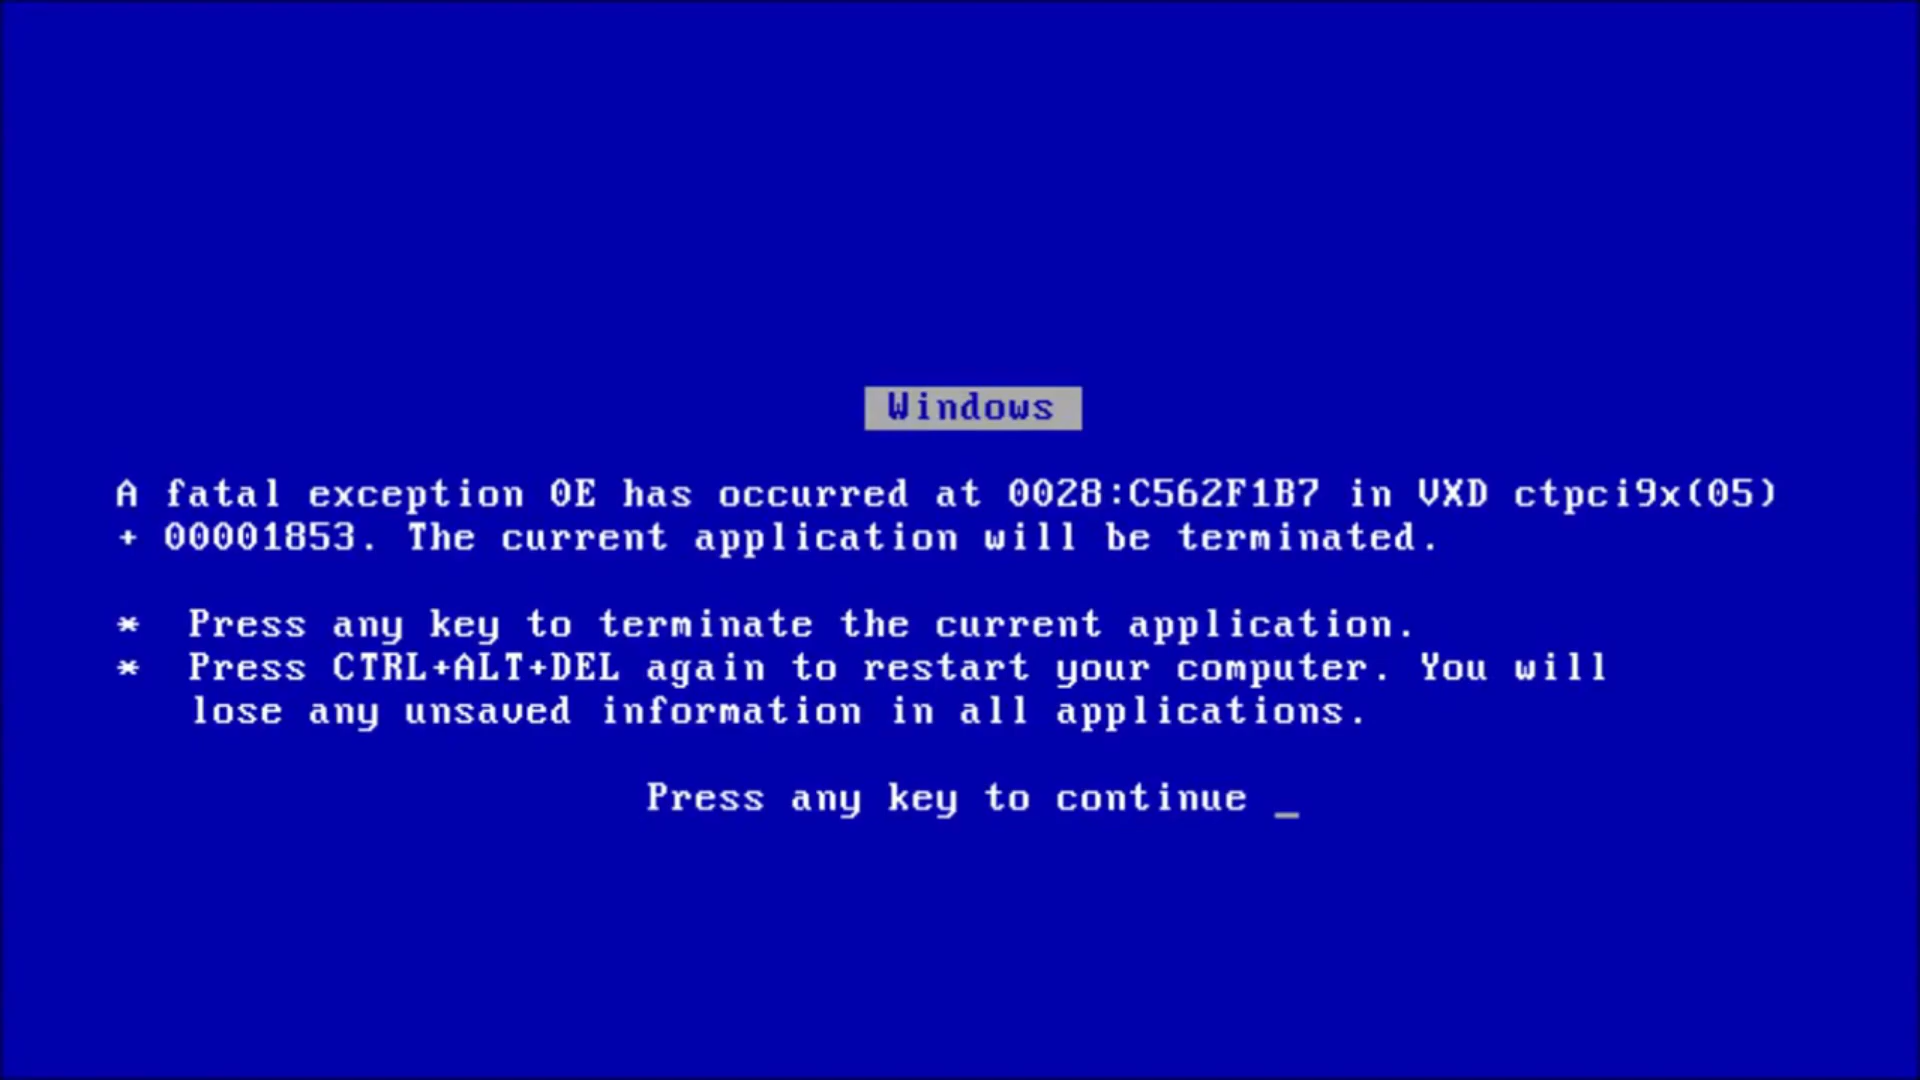 Windows
A fatal exception 0E has occurred at 0028:C562F1B7 in VXD ctpci9x(05)
+ 00001853. The current application will be terminated.
* Press any key to terminate the current application.
* Press CTRL+ALT+DEL again to restart your computer. You will
lose any unsaved information in all applications.
Press any key to continue _